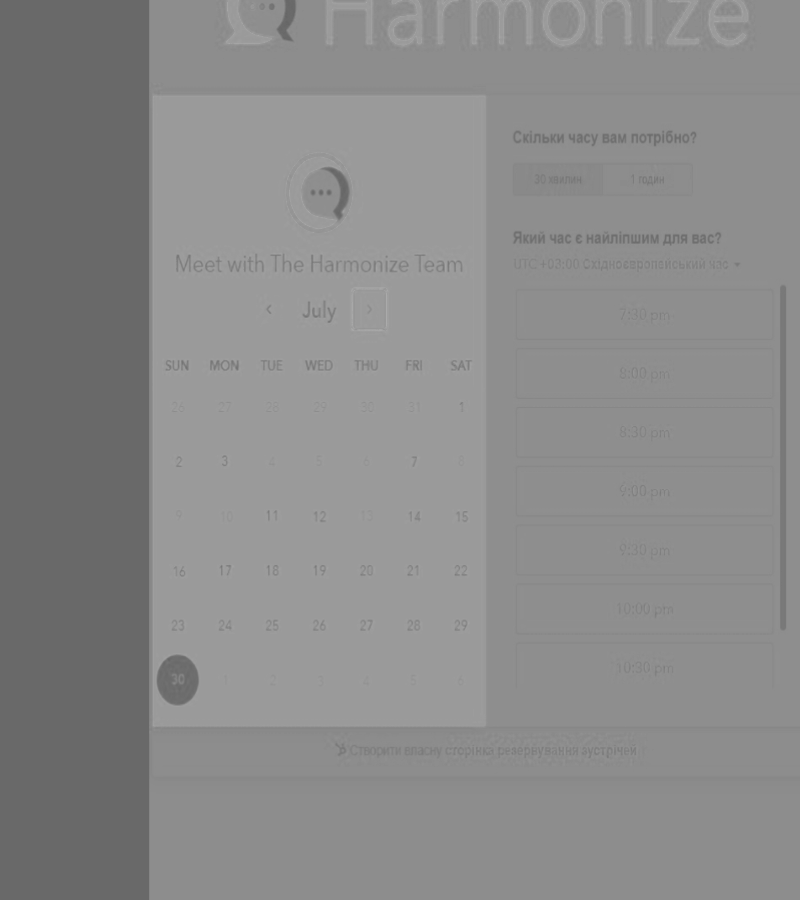 Harmonize
Meet with The Harmonize Team
July
SUN MON TUE WED THU FRI SAT
26 27 28 29 30 31 1
2 3 4 5 6 7 8
9 10 11 12 13 14 15
16 17 18 19 20 21 22
23 24 25 26 27 28 29
30 1 2 3 4 5 6
Скільки часу вам потрібно?
30 хвилин 1 годин
Який час є найліпшим для вас?
UTC +03:00 Східноєвропейський час
7:30 pm
8:00 pm
8:30 pm
9:00 pm
9:30 pm
10:00 pm
10:30 pm
Створити власну сторінка резервування зустрічей